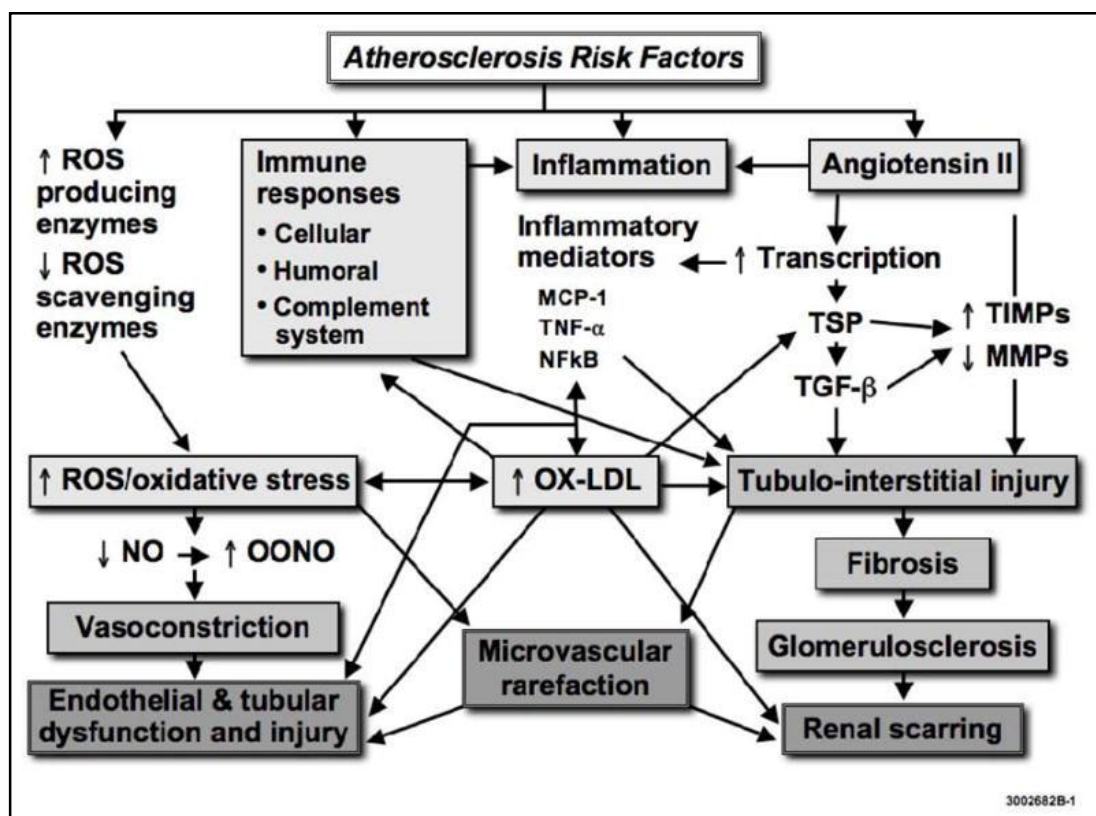 Atherosclerosis Risk Factors
↑ ROS
producing
enzymes
↓ ROS
scavenging
enzymes
Immune
responses
• Cellular
• Humoral
• Complement
system
Inflammation
Angiotensin II
Inflammatory
mediators
MCP-1
TNF-α
NFkB
↑ Transcription
TSP
TGF-β
↑ TIMPs
↓ MMPs
↑ ROS/oxidative stress
↑ OX-LDL
Tubulo-interstitial injury
↓ NO
↑ OONO
Fibrosis
Vasoconstriction
Microvascular
rarefaction
Glomerulosclerosis
Endothelial & tubular
dysfunction and injury
Renal scarring
3002682B-1